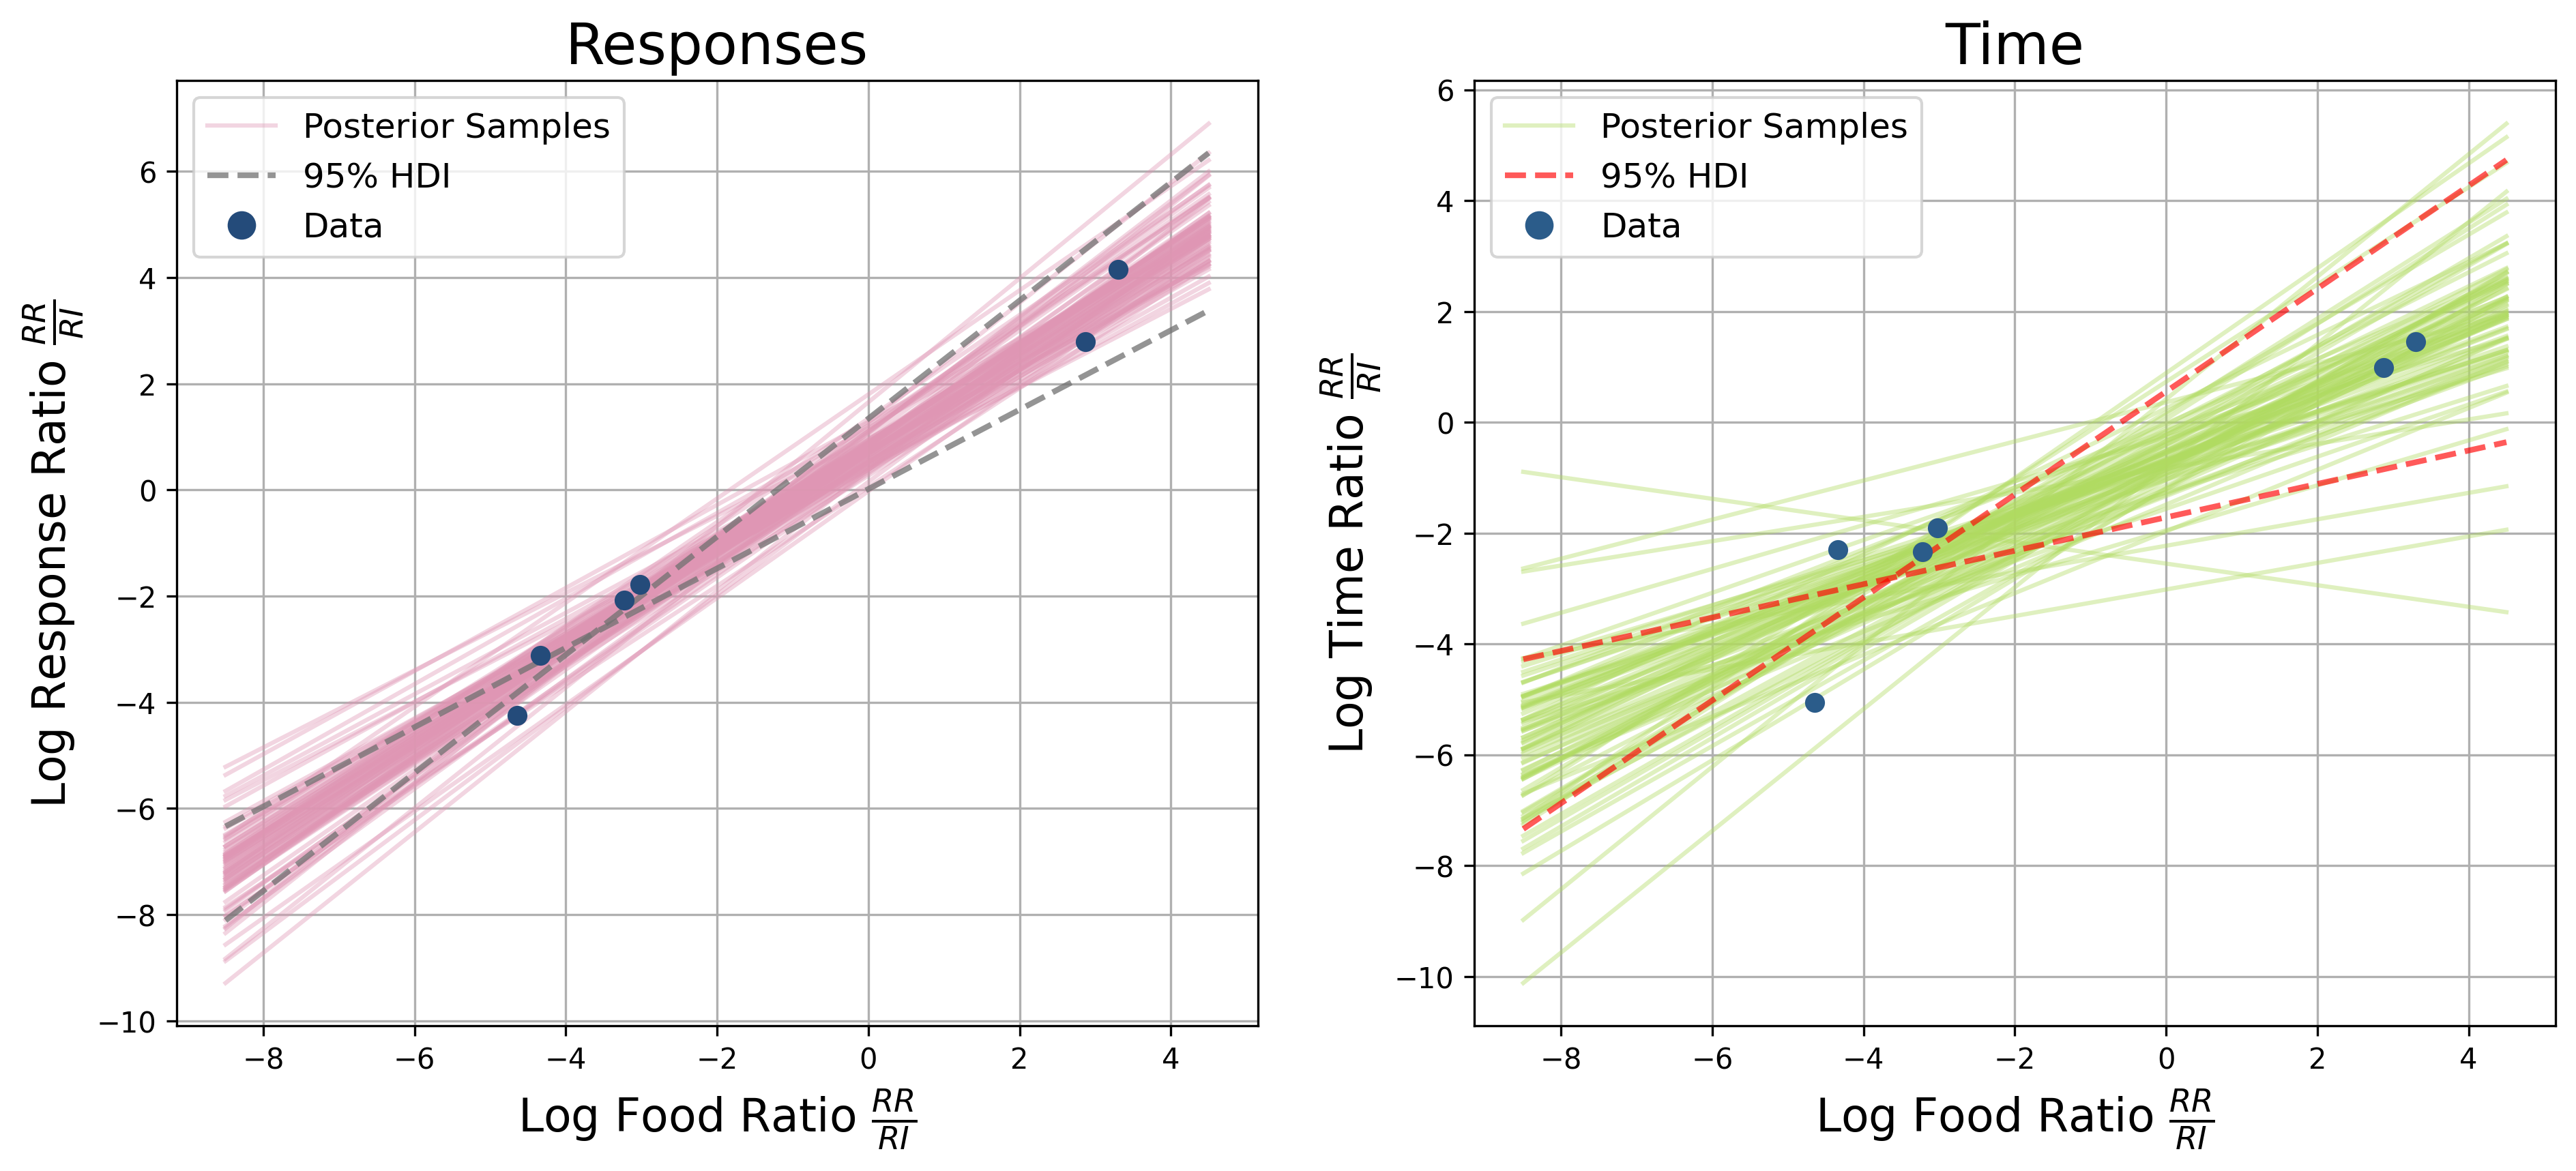 Responses
Posterior Samples
95% HDI
Data
6
4
2
0
−2
−4
−6
−8
−10
−8 −6 −4 −2 0 2 4
Log Response Ratio RR/RI
Log Food Ratio RR/RI
Time
Posterior Samples
95% HDI
Data
6
4
2
0
−2
−4
−6
−8
−10
−8 −6 −4 −2 0 2 4
Log Time Ratio RR/RI
Log Food Ratio RR/RI